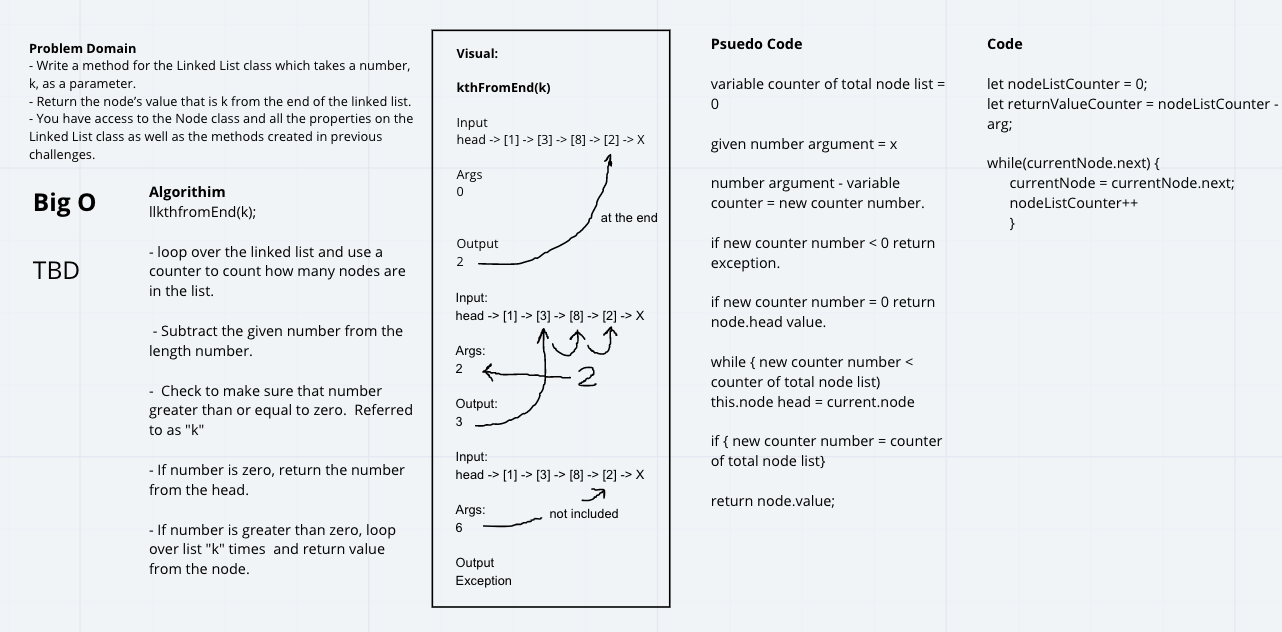 Problem Domain
- Write a method for the Linked List class which takes a number,
k, as a parameter.
- Return the node's value that is k from the end of the linked list.
- You have access to the Node class and all the properties on the
Linked List class as well as the methods created in previous
challenges.
Big O
TBD
Algorithim
llkthfromEnd(k);
- loop over the linked list and use a
counter to count how many nodes are
in the list.
- Subtract the given number from the
length number.
- Check to make sure that number
greater than or equal to zero. Referred
to as "k"
- If number is zero, return the number
from the head.
- If number is greater than zero, loop
over list "k" times and return value
from the node.
Visual:
kthFromEnd(k)
Input
head -> [1] -> [3] -> [8] -> [2] -> X
Args
0
at the end
Output
2
Input:
head -> [1] -> [3] -> [8] -> [2] -> X
Args:
2
2
Output:
3
Input:
head -> [1] -> [3] -> [8] -> [2] -> X
Args:
6
not included
Output
Exception
Psuedo Code
variable counter of total node list =
0
given number argument = x
number argument - variable
counter = new counter number.
if new counter number < 0 return
exception.
if new counter number = 0 return
node.head value.
while { new counter number <
counter of total node list)
this.node head = current.node
if { new counter number = counter
of total node list}
return node.value;
Code
let nodeListCounter = 0;
let returnValueCounter = nodeListCounter -
arg;
while(currentNode.next) {
currentNode = currentNode.next;
nodeListCounter++
}